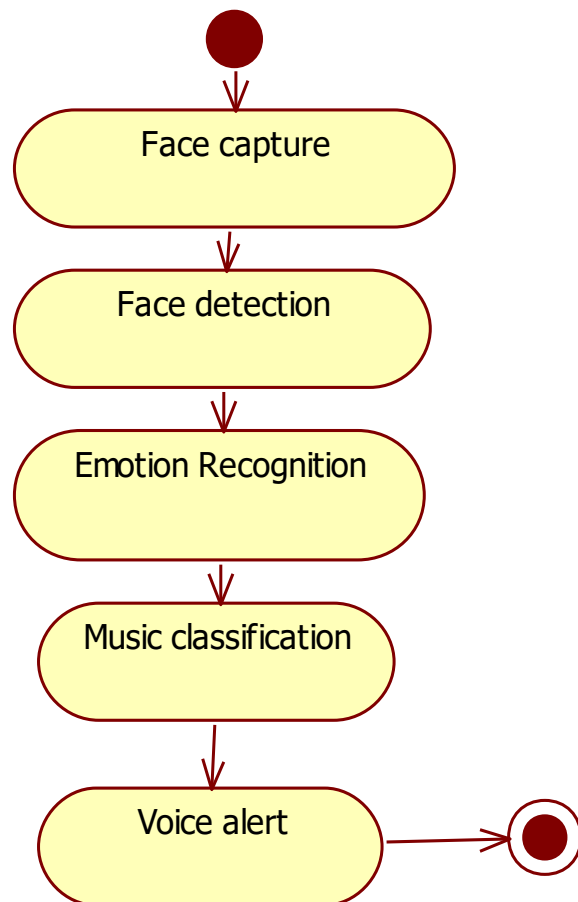 Face capture
Face detection
Emotion Recognition
Music classification
Voice alert